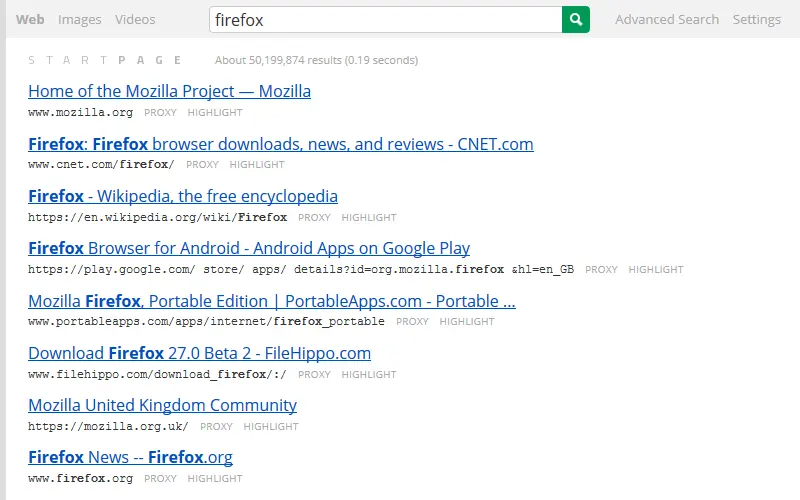 Web Images Videos firefox Advanced Search Settings
STARTPAGE About 50,199,874 results (0.19 seconds)
Home of the Mozilla Project — Mozilla
www.mozilla.org PROXY HIGHLIGHT
Firefox: Firefox browser downloads, news, and reviews - CNET.com
www.cnet.com/firefox/ PROXY HIGHLIGHT
Firefox - Wikipedia, the free encyclopedia
https://en.wikipedia.org/wiki/Firefox PROXY HIGHLIGHT
Firefox Browser for Android - Android Apps on Google Play
https://play.google.com/ store/ apps/ details?id=org.mozilla.firefox &hl=en_GB PROXY HIGHLIGHT
Mozilla Firefox, Portable Edition | PortableApps.com - Portable ...
www.portableapps.com/apps/internet/firefox_portable PROXY HIGHLIGHT
Download Firefox 27.0 Beta 2 - FileHippo.com
www.filehippo.com/download_firefox/:/ PROXY HIGHLIGHT
Mozilla United Kingdom Community
https://mozilla.org.uk/ PROXY HIGHLIGHT
Firefox News -- Firefox.org
www.firefox.org PROXY HIGHLIGHT